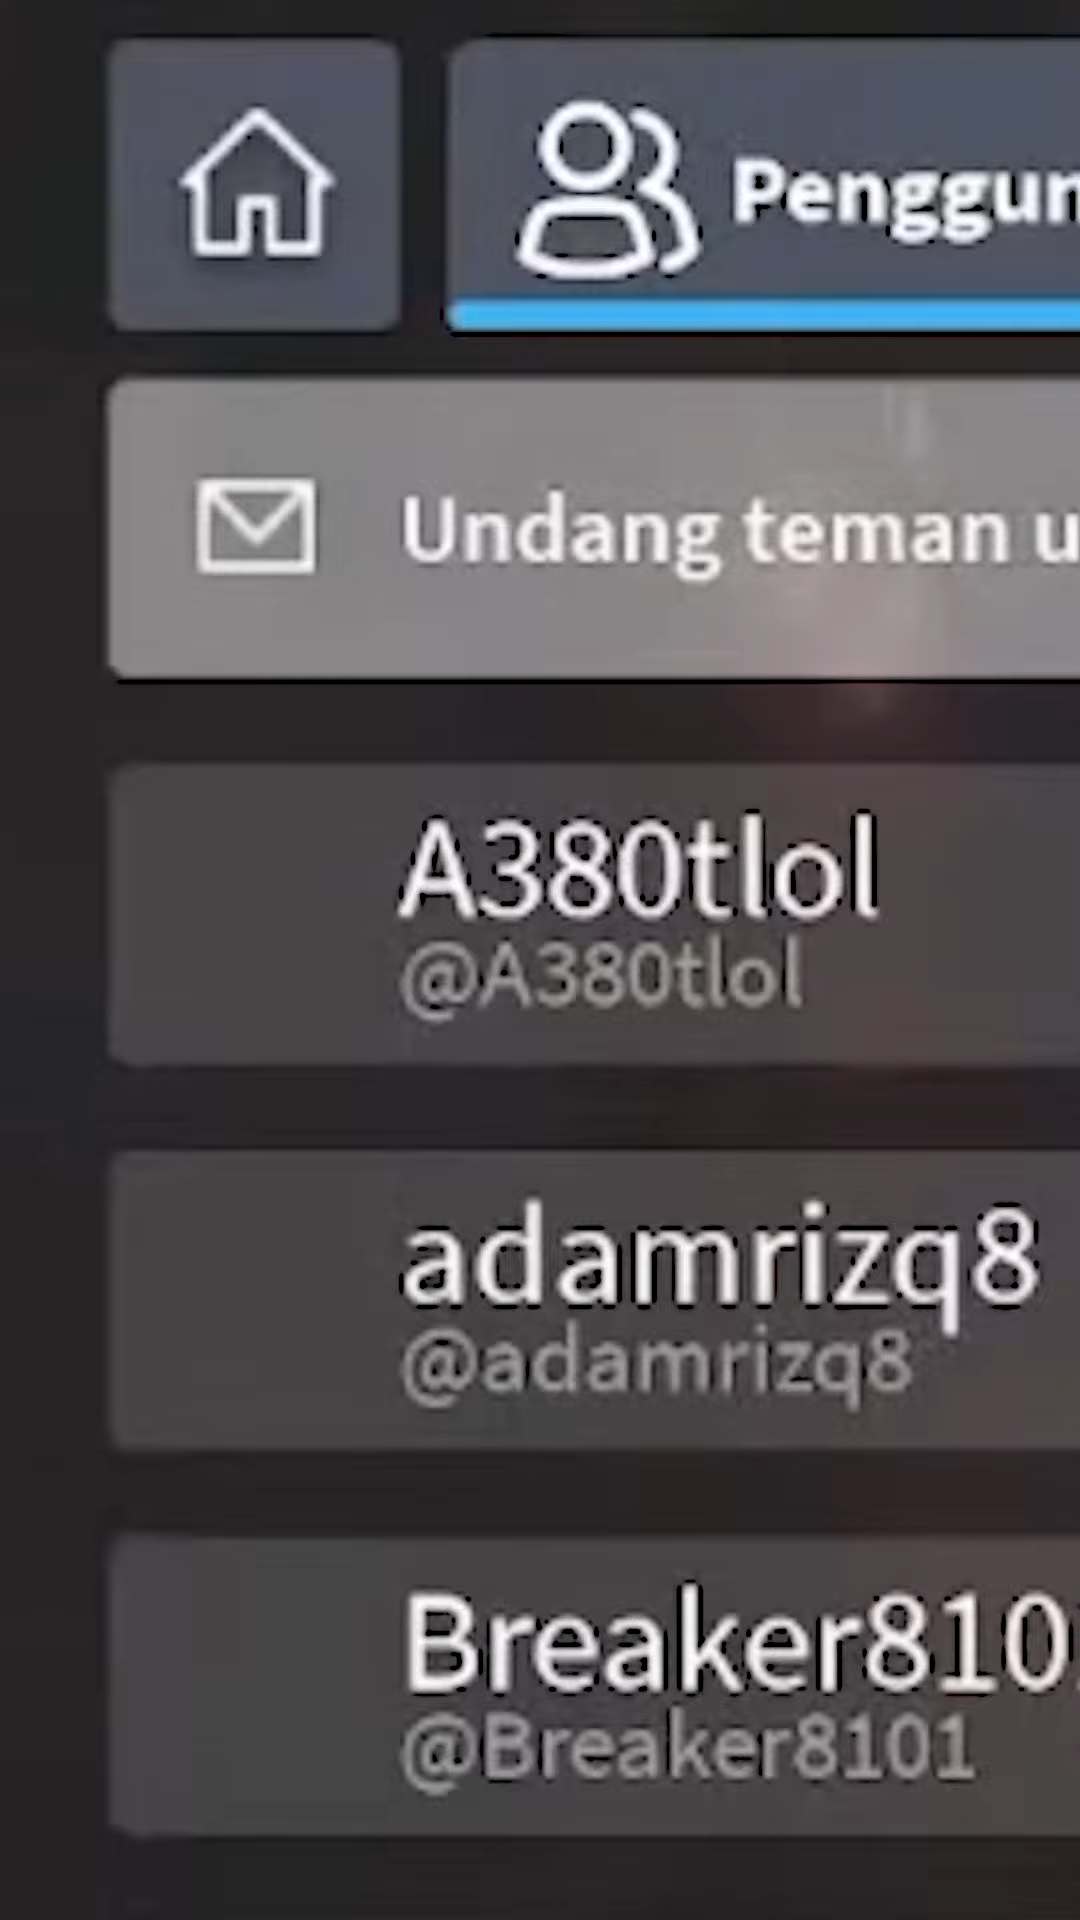 Penggun
Undang teman u
A380tlol
@A380tlol
adamrizq8
@adamrizq8
Breaker810
@Breaker8101